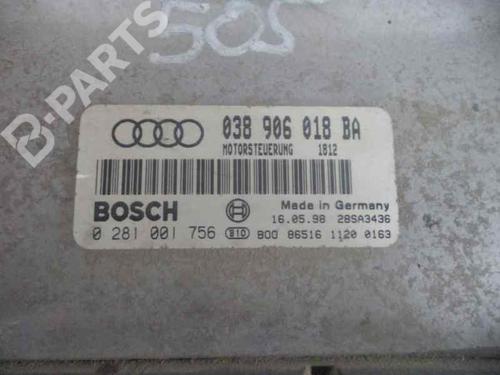 505
B-PARTS
038 906 018 BA
MOTORSTEUERUNG 1812
BOSCH
Made in Germany
16.05.98 28SA3436
0 281 001 756 B10 B00 86516 1120 0163